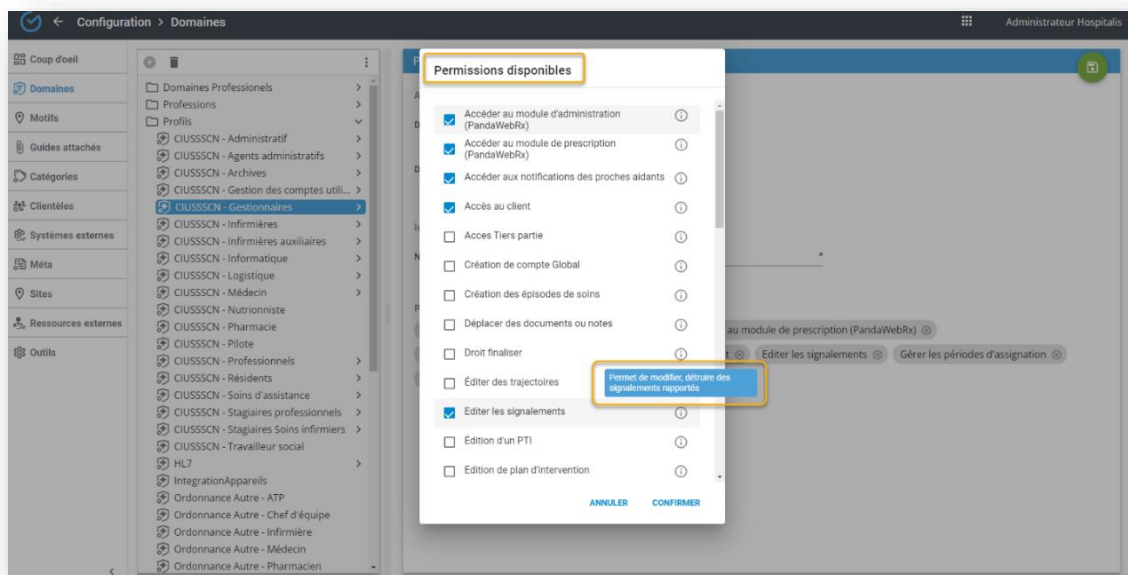 Configuration > Domaines
Administrateur Hospitalis
Coup d'oeil
Domaines
Motifs
Guides attachés
Catégories
Clientèles
Systèmes externes
Méta
Sites
Ressources externes
Outils
Domaines Professionels
Professions
Profils
CIUSSSCN - Administratif
CIUSSSCN - Agents administratifs
CIUSSSCN - Archives
CIUSSSCN - Gestion des comptes utili...
CIUSSSCN - Gestionnaires
CIUSSSCN - Infirmières
CIUSSSCN - Infirmières auxiliaires
CIUSSSCN - Informatique
CIUSSSCN - Logistique
CIUSSSCN - Médecin
CIUSSSCN - Nutrionniste
CIUSSSCN - Pharmacie
CIUSSSCN - Pilote
CIUSSSCN - Professionnels
CIUSSSCN - Résidents
CIUSSSCN - Soins d'assistance
CIUSSSCN - Stagiaires professionnels
CIUSSSCN - Stagiaires Soins infirmiers
CIUSSSCN - Travailleur social
HL7
IntegrationAppareils
Ordonnance Autre - ATP
Ordonnance Autre - Chef d'équipe
Ordonnance Autre - Infirmière
Ordonnance Autre - Médecin
Ordonnance Autre - Pharmacien
Permissions disponibles
Accéder au module d'administration
(PandaWebRx)
Accéder au module de prescription
(PandaWebRx)
Accéder aux notifications des proches aidants
Accès au client
Acces Tiers partie
Création de compte Global
Création des épisodes de soins
Déplacer des documents ou notes
Droit finaliser
Éditer des trajectoires
Permet de modifier, détruire des
signalements rapportés
Editer les signalements
Édition d'un PTI
Edition de plan d'intervention
ANNULER CONFIRMER
au module de prescription (PandaWebRx)
Editer les signalements Gérer les périodes d'assignation